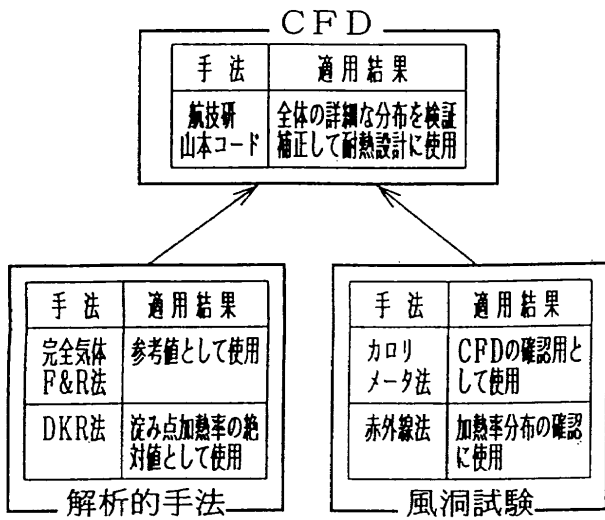 CFD
手法 適用結果
航技研 全体の詳細な分布を検証
山本コード 補正して耐熱設計に使用
手法 適用結果
完全気体 参考値として使用
F&R法
DKR法 淀み点加熱率の絶
対値として使用
解析的手法
手法 適用結果
カロリ CFDの確認用と
メータ法 して使用
赤外線法 加熱率分布の確認
に使用
風洞試験